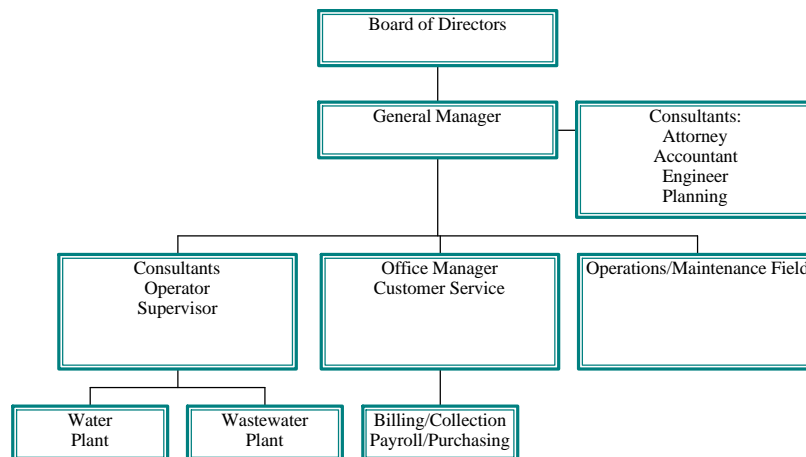 Board of Directors
General Manager
Consultants:
Attorney
Accountant
Engineer
Planning
Consultants
Operator
Supervisor
Office Manager
Customer Service
Operations/Maintenance Field
Water
Plant
Wastewater
Plant
Billing/Collection
Payroll/Purchasing